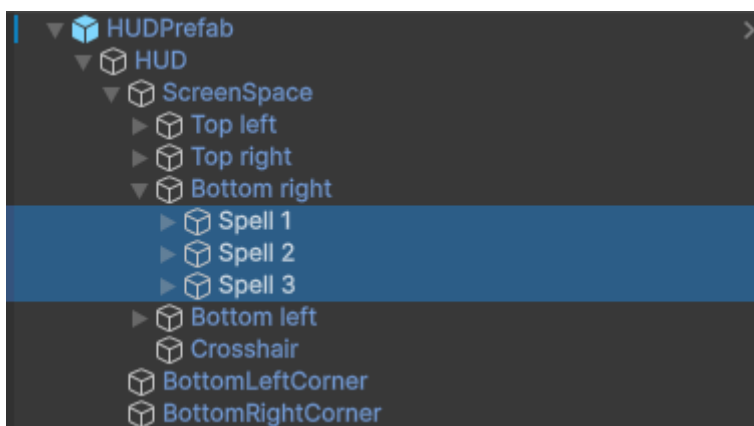 HUDPrefab
HUD
ScreenSpace
Top left
Top right
Bottom right
Spell 1
Spell 2
Spell 3
Bottom left
Crosshair
BottomLeftCorner
BottomRightCorner